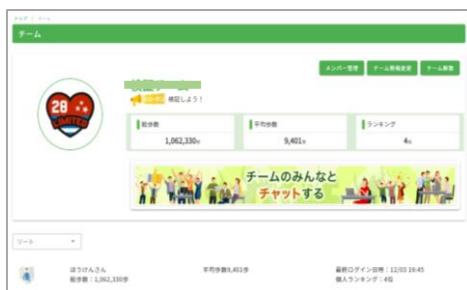 トップ / チーム
チーム
メンバー管理 チーム情報変更 チーム解散
28
LIMITED
検証しよう！
総歩数 平均歩数 ランキング
1,062,330歩 9,401歩 4位
チームのみんなと
チャットする
ソート
ほうけんさん 平均歩数9,401歩 最終ログイン日時：12/03 16:45
総歩数：1,062,330歩 個人ランキング：4位